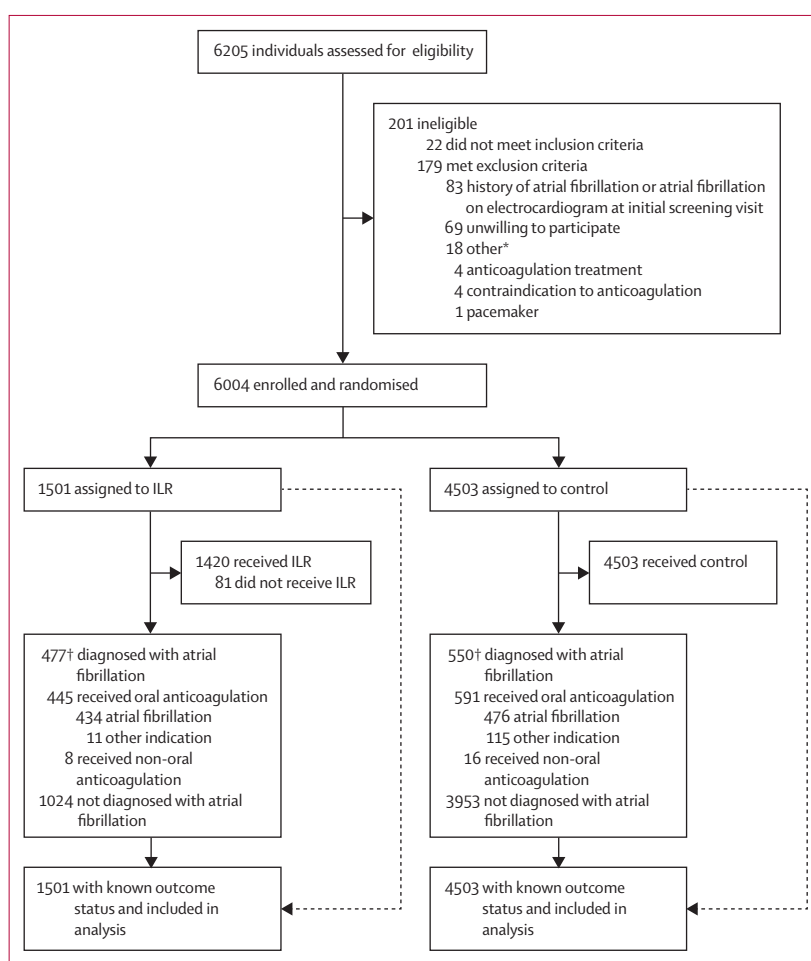 6205 individuals assessed for eligibility
201 ineligible
22 did not meet inclusion criteria
179 met exclusion criteria
83 history of atrial fibrillation or atrial fibrillation
on electrocardiogram at initial screening visit
69 unwilling to participate
18 other*
4 anticoagulation treatment
4 contraindication to anticoagulation
1 pacemaker
6004 enrolled and randomised
1501 assigned to ILR
4503 assigned to control
1420 received ILR
81 did not receive ILR
4503 received control
477† diagnosed with atrial
fibrillation
445 received oral anticoagulation
434 atrial fibrillation
11 other indication
8 received non-oral
anticoagulation
1024 not diagnosed with atrial
fibrillation
550† diagnosed with atrial
fibrillation
591 received oral anticoagulation
476 atrial fibrillation
115 other indication
16 received non-oral
anticoagulation
3953 not diagnosed with atrial
fibrillation
1501 with known outcome
status and included in
analysis
4503 with known outcome
status and included in
analysis